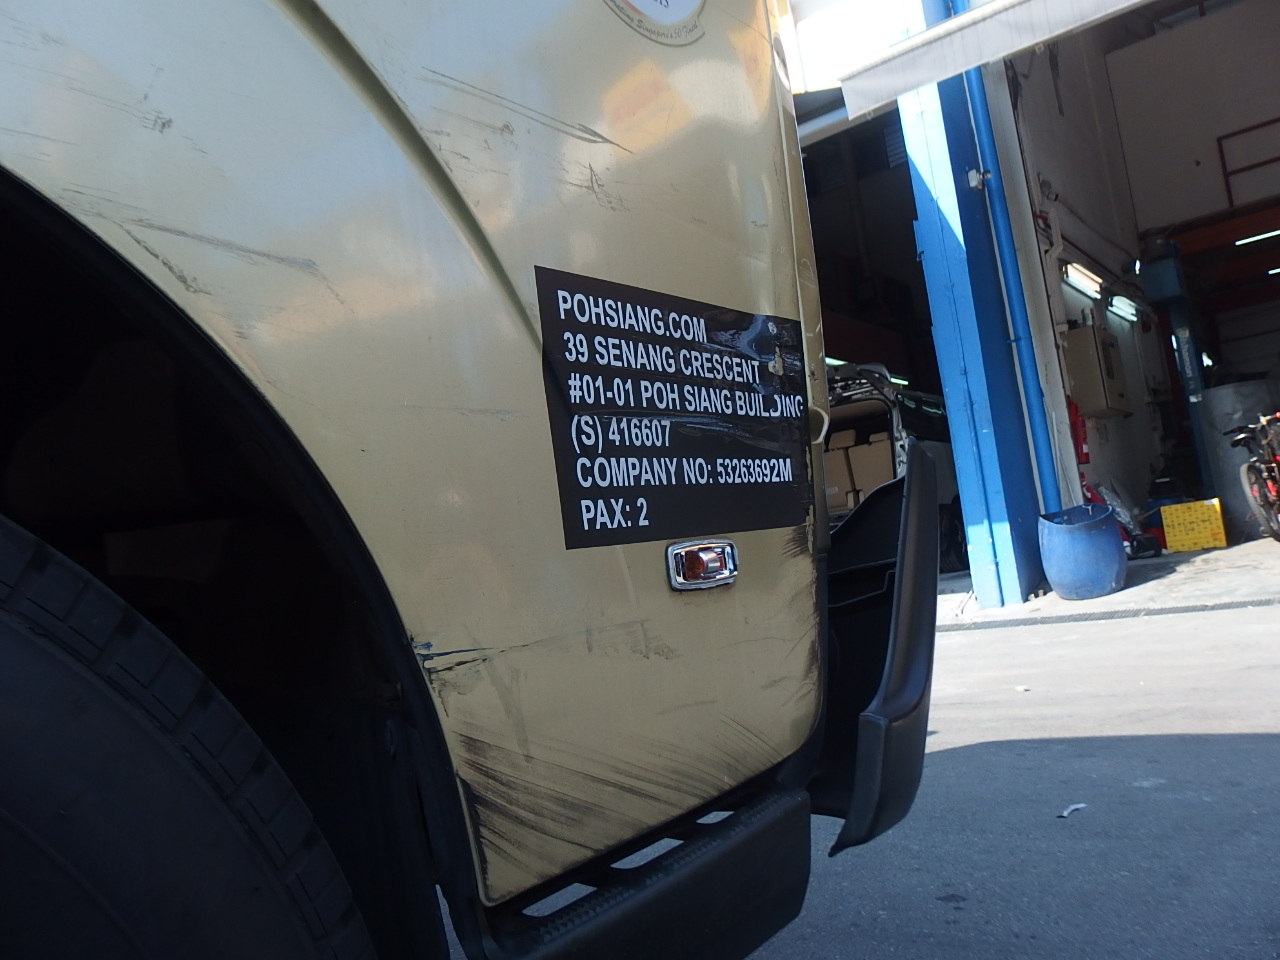 POHSIANG.COM
39 SENANG CRESCENT
#01-01 POH SIANG BUILDING
(S) 416607
COMPANY NO: 53263692M
PAX: 2